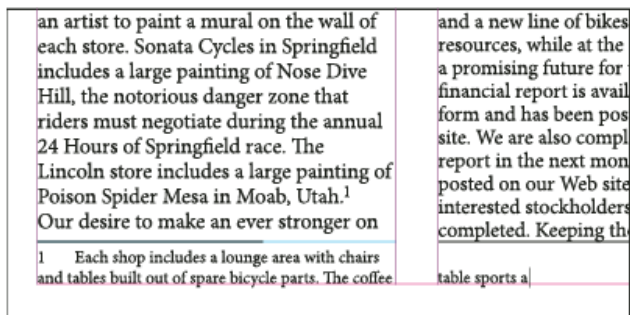 an artist to paint a mural on the wall of
each store. Sonata Cycles in Springfield
includes a large painting of Nose Dive
Hill, the notorious danger zone that
riders must negotiate during the annual
24 Hours of Springfield race. The
Lincoln store includes a large painting of
Poison Spider Mesa in Moab, Utah.1
Our desire to make an ever stronger on
1 Each shop includes a lounge area with chairs
and tables built out of spare bicycle parts. The coffee
and a new line of bikes
resources, while at the
a promising future for
financial report is avail
form and has been pos
site. We are also compl
report in the next mon
posted on our Web site
interested stockholders
completed. Keeping the
table sports a